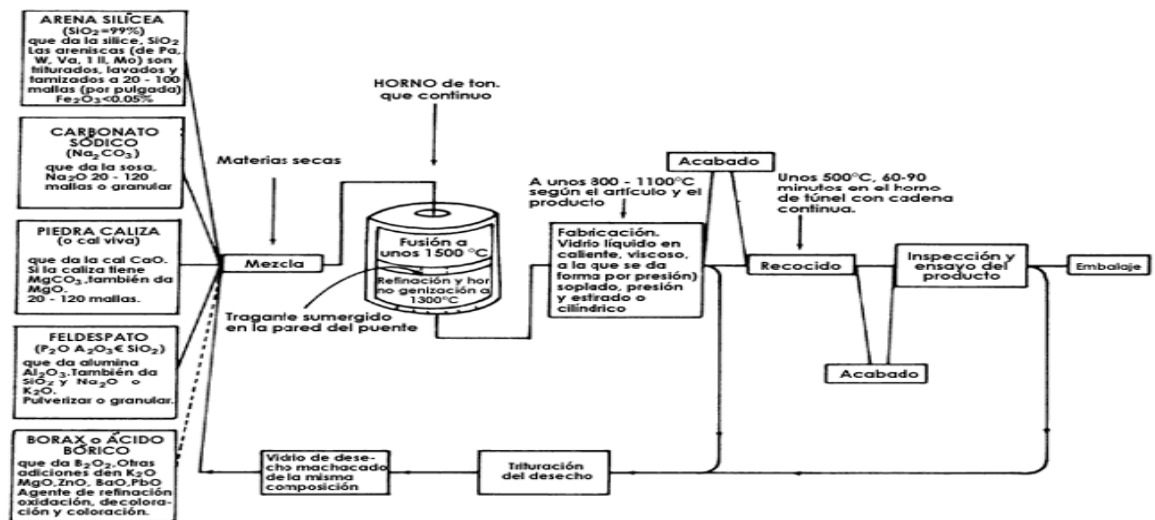 ARENA SILÍCEA
(SiO₂=99%)
que da la sílice, SiO₂
Las areniscas (de Pa,
W, Va, 1 ll, Mo) son
triturados, lavados y
tamizados a 20 - 100
mallas (por pulgada)
Fe₂O₃<0.05%
CARBONATO
SÓDICO
(Na₂CO₃)
que da la sosa,
Na₂O 20 - 120
mallas o granular
PIEDRA CALIZA
(o cal viva)
que da la cal CaO.
Si la caliza tiene
MgCO₃,también da
MgO.
20 - 120 mallas.
FELDESPATO
(P₂O A₂O₃€ SiO₂)
que da alumina
Al₂O₃.También da
SiO₂ y Na₂O o
K₂O.
Pulverizar o granular.
BORAX o ÁCIDO
BÓRICO
que da B₂O₂,Otras
adiciones den K₂O
MgO,ZnO, BaO,PbO
Agente de refinación
oxidación, decolora-
ción y coloración.
Materias secas
Mezcla
HORNO de ton.
que continuo
Fusión a
unos 1500 °C
Refinación y hor
no genización a
1300°C
Tragante sumergido
en la pared del puente
A unos 800 - 1100°C
según el artículo y el
producto
Fabricación.
Vidrio líquido en
caliente, viscoso,
a la que se da
forma por presión)
soplado, presión
y estirado o
cilíndrico
Acabado
Unos 500°C, 60-90
minutos en el horno
de túnel con cadena
continua.
Recocido
Acabado
Inspección y
ensayo del
producto
Embalaje
Trituración
del desecho
Vidrio de dese-
cho machacado
de la misma
composición